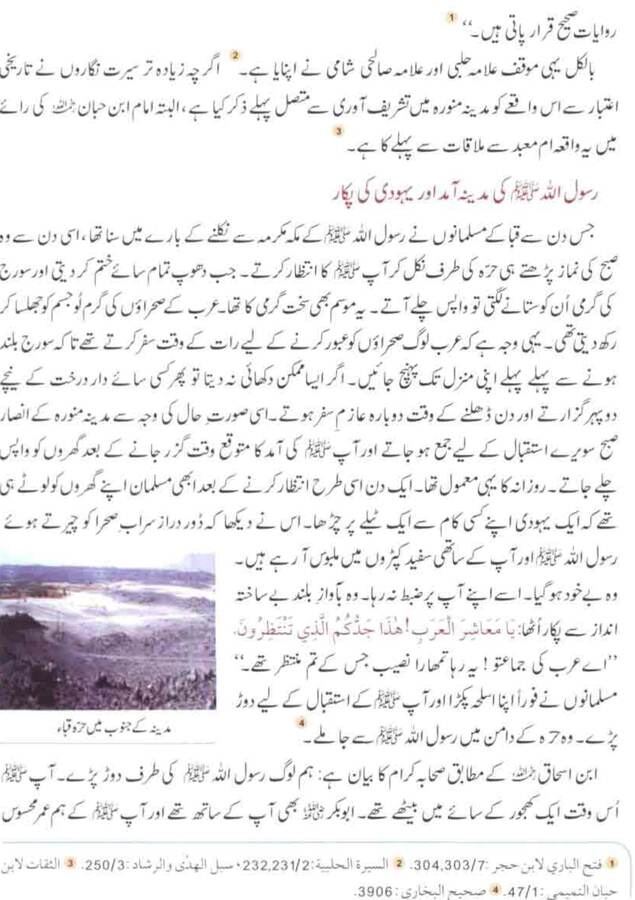 روایات صحیح قرار پاتی ہیں۔‘‘ 1
بالکل یہی موقف علامہ حلبی اور علامہ صالحی شامی نے اپنایا ہے۔ 2 اگرچہ زیادہ تر سیرت نگاروں نے تاریخی
اعتبار سے اس واقعے کو مدینہ منورہ میں تشریف آوری سے متصل پہلے ذکر کیا ہے، البتہ امام ابن حبان رحمہ اللہ کی رائے
میں یہ واقعہ ام معبد سے ملاقات سے پہلے کا ہے۔ 3
رسول اللہ ﷺ کی مدینہ آمد اور یہودی کی پکار
جس دن سے قبا کے مسلمانوں نے رسول اللہ ﷺ کے مکہ مکرمہ سے نکلنے کے بارے میں سنا تھا، اسی دن سے وہ
صبح کی نماز پڑھتے ہی حرّہ کی طرف نکل کر آپ ﷺ کا انتظار کرتے۔ جب دھوپ تمام سائے ختم کر دیتی اور سورج
کی گرمی اُن کو ستانے لگتی تو واپس چلے آتے۔ یہ موسم بھی سخت گرمی کا تھا۔ عرب کے صحراؤں کی گرم لُو جسم کو جھلسا کر
رکھ دیتی تھی۔ یہی وجہ ہے کہ عرب لوگ صحراؤں کو عبور کرنے کے لیے رات کے وقت سفر کرتے تھے تاکہ سورج بلند
ہونے سے پہلے پہلے اپنی منزل تک پہنچ جائیں۔ اگر ایسا ممکن دکھائی نہ دیتا تو پھر کسی سائے دار درخت کے نیچے
دوپہر گزارتے اور دن ڈھلنے کے وقت دوبارہ عازمِ سفر ہوتے۔ اسی صورتِ حال کی وجہ سے مدینہ منورہ کے انصار
صبح سویرے استقبال کے لیے جمع ہو جاتے اور آپ ﷺ کی آمد کا متوقع وقت گزر جانے کے بعد گھروں کو واپس
چلے جاتے۔ روزانہ کا یہی معمول تھا۔ ایک دن اسی طرح انتظار کرنے کے بعد ابھی مسلمان اپنے گھروں کو لوٹے ہی
تھے کہ ایک یہودی اپنے کسی کام سے ایک ٹیلے پر چڑھا۔ اس نے دیکھا کہ دُور دراز سرابِ صحرا کو چیرتے ہوئے
رسول اللہ ﷺ اور آپ کے ساتھی سفید کپڑوں میں ملبوس آ رہے ہیں۔
وہ بے خود ہو گیا۔ اسے اپنے آپ پر ضبط نہ رہا۔ وہ بآوازِ بلند بے ساختہ
انداز سے پکار اُٹھا: يَا مَعَاشِرَ الْعَرَبِ! هٰذَا جَدُّكُمُ الَّذِي تَنْتَظِرُونَ.
’’اے عرب کی جماعتو! یہ رہا تمھارا نصیب جس کے تم منتظر تھے۔‘‘
مسلمانوں نے فوراً اپنا اسلحہ پکڑا اور آپ ﷺ کے استقبال کے لیے دوڑ
پڑے۔ وہ 7 ہ کے دامن میں رسول اللہ ﷺ سے جا ملے۔ 4
مدینہ کے جنوب میں حرّہ قباء
ابن اسحاق رحمہ اللہ کے مطابق صحابہ کرام کا بیان ہے: ہم لوگ رسول اللہ ﷺ کی طرف دوڑ پڑے۔ آپ ﷺ
اُس وقت ایک کھجور کے سائے میں بیٹھے تھے۔ ابوبکر رضی اللہ عنہ بھی آپ کے ساتھ تھے اور آپ ﷺ کے ہم عمر محسوس
1 فتح الباري لابن حجر: 304,303/7. 2 السيرة الحلبية: 232,231/2، سبل الهدٰى والرشاد: 250/3. 3 الثقات لابن
حبان التميمي: 47/1. 4 صحيح البخاري: 3906.